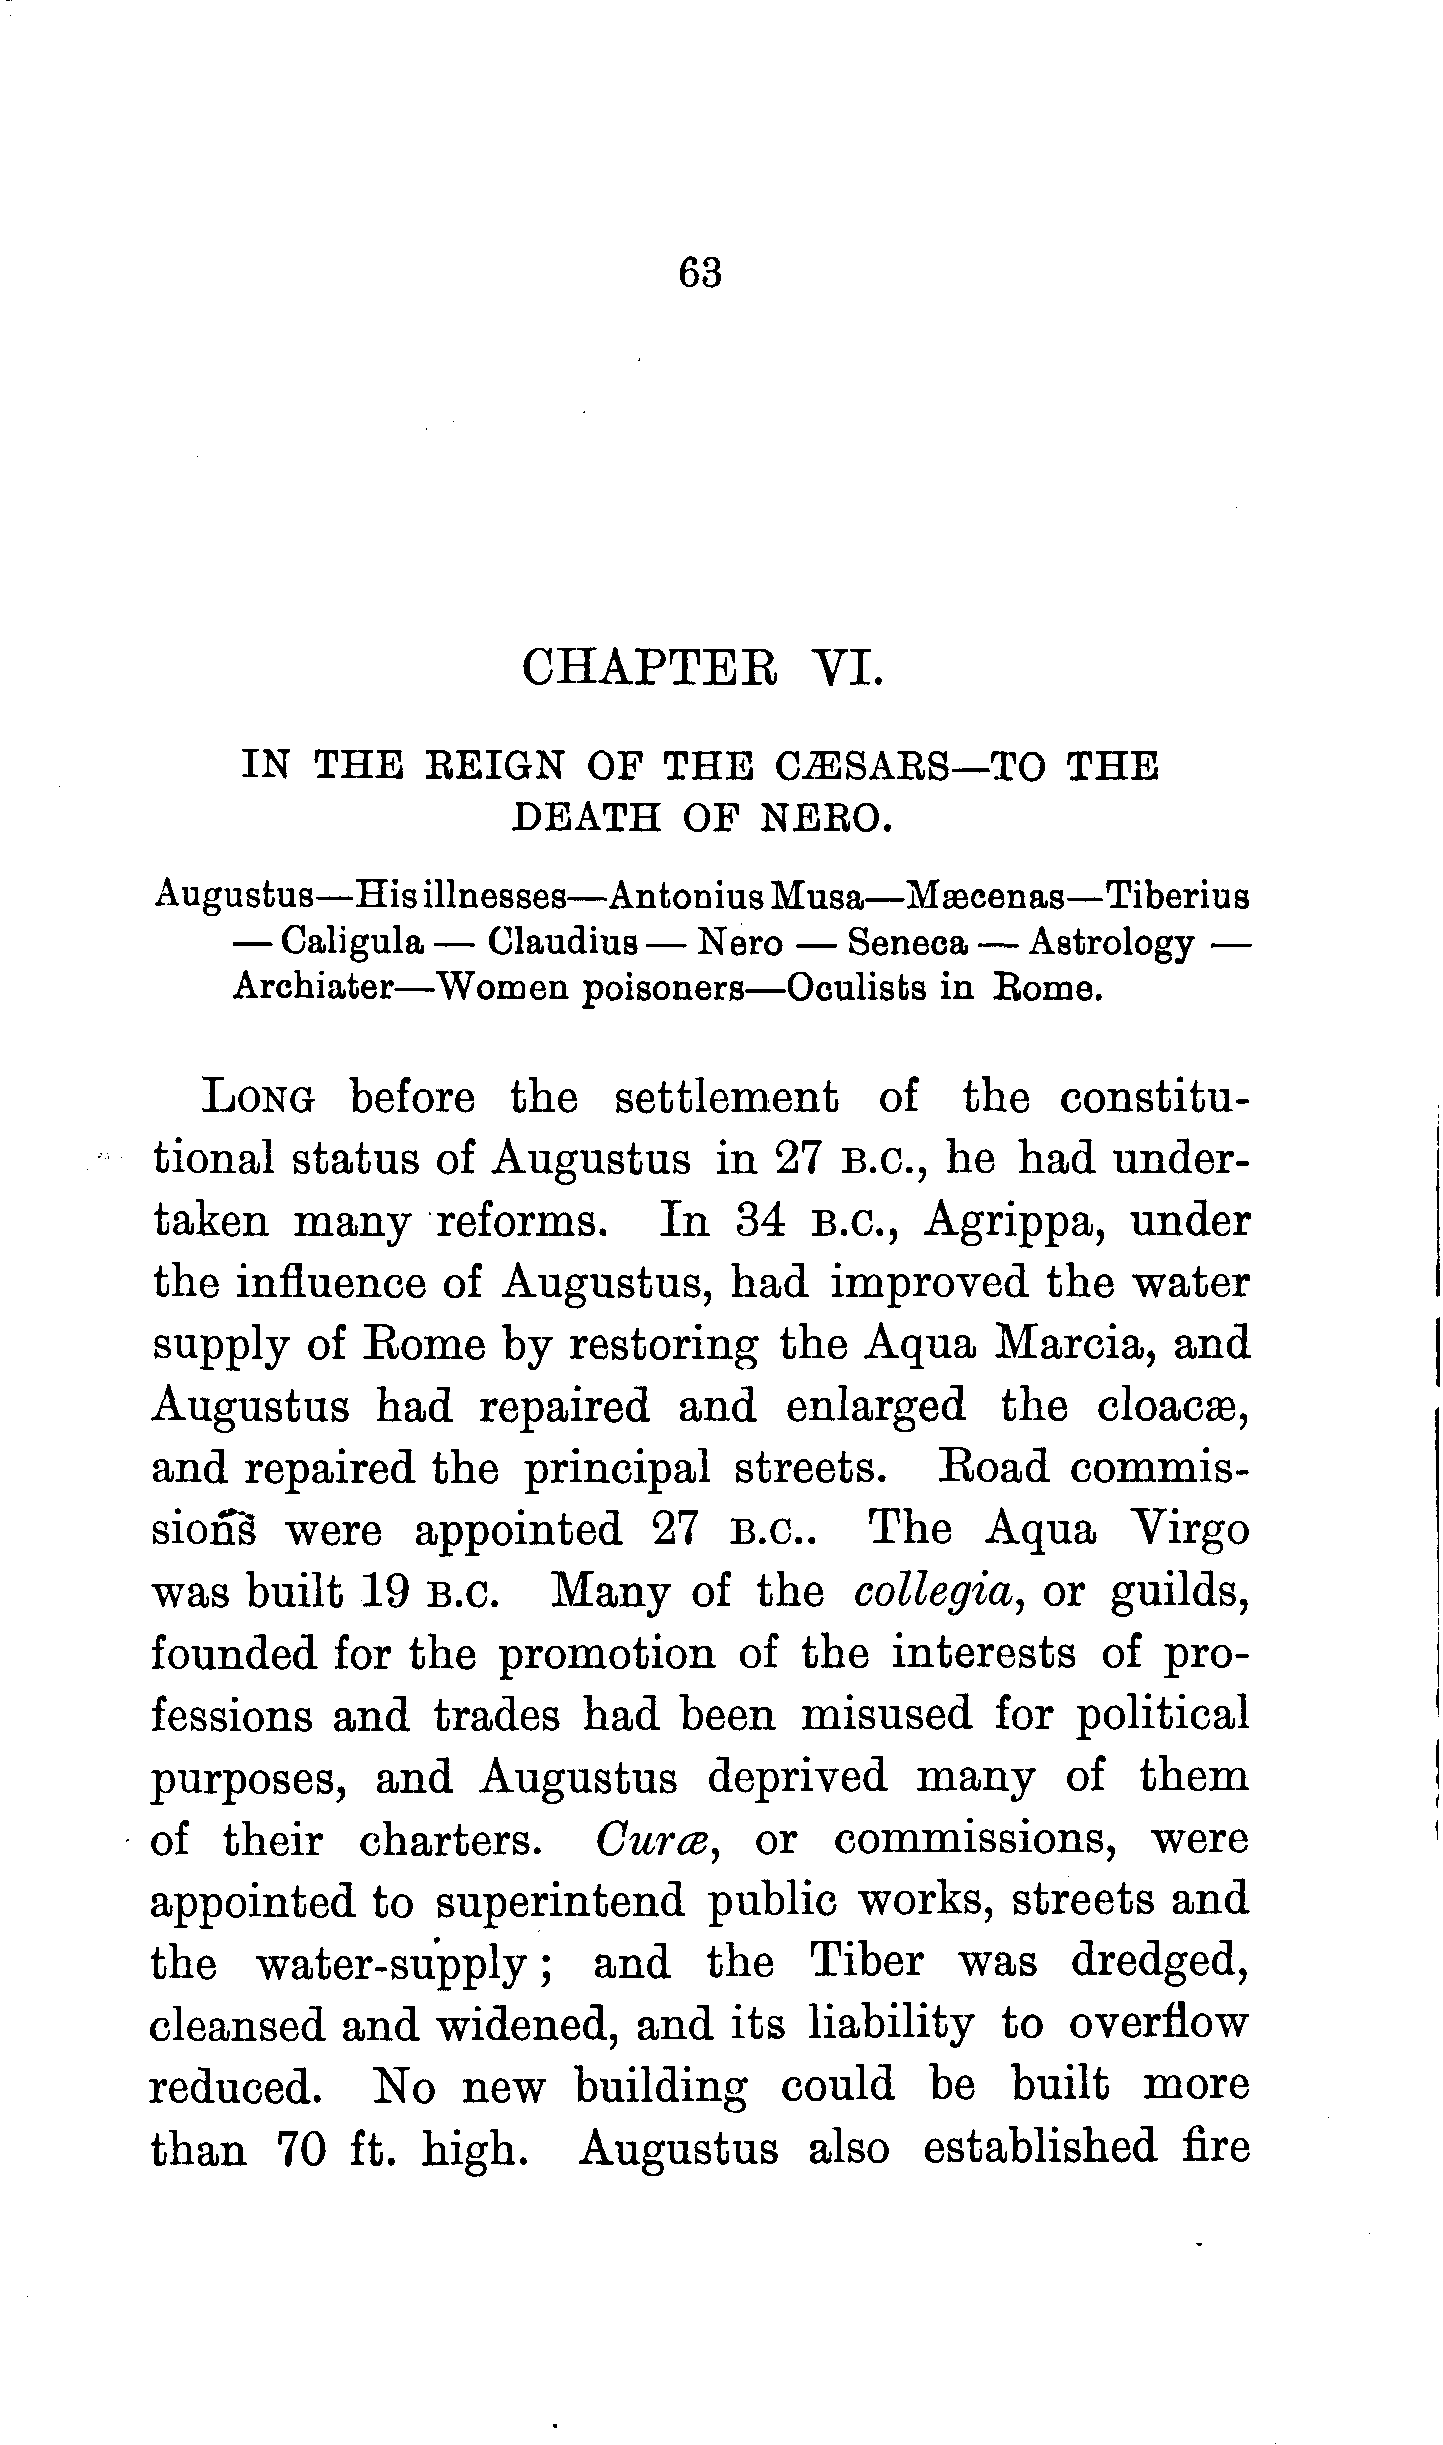 63
CHAPTER VI.
IN THE REIGN OF THE CÆSARS—TO THE
DEATH OF NERO.
Augustus—His illnesses—Antonius Musa—Mæcenas—Tiberius
— Caligula — Claudius — Nero — Seneca — Astrology —
Archiater—Women poisoners—Oculists in Rome.
LONG before the settlement of the constitu-
tional status of Augustus in 27 B.C., he had under-
taken many reforms. In 34 B.C., Agrippa, under
the influence of Augustus, had improved the water
supply of Rome by restoring the Aqua Marcia, and
Augustus had repaired and enlarged the cloacæ,
and repaired the principal streets. Road commis-
sions were appointed 27 B.C.. The Aqua Virgo
was built 19 B.C. Many of the collegia, or guilds,
founded for the promotion of the interests of pro-
fessions and trades had been misused for political
purposes, and Augustus deprived many of them
of their charters. Curæ, or commissions, were
appointed to superintend public works, streets and
the water-supply; and the Tiber was dredged,
cleansed and widened, and its liability to overflow
reduced. No new building could be built more
than 70 ft. high. Augustus also established fire